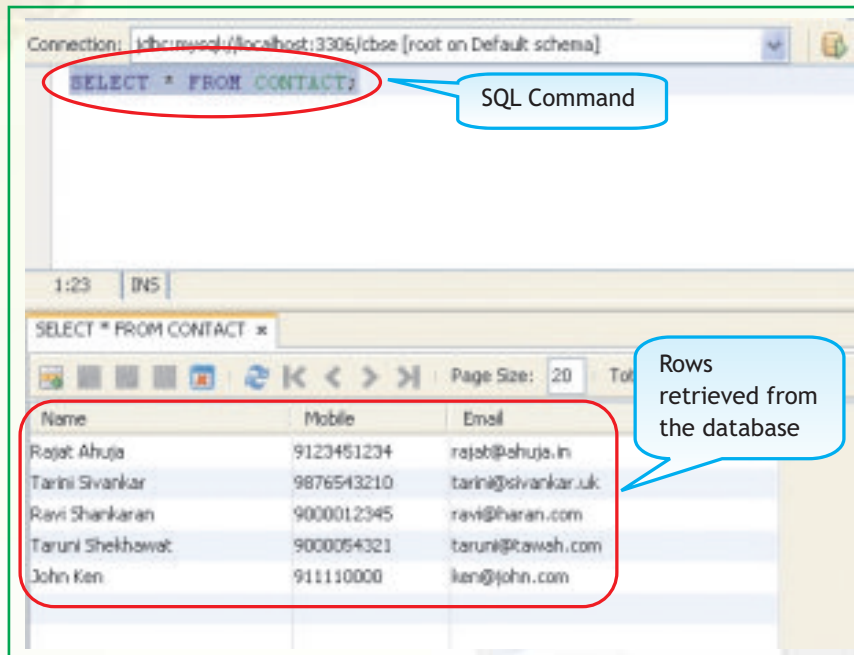 Connection: jdbc:mysql://localhost:3306/cbse [root on Default schema]
SELECT * FROM CONTACT;
SQL Command
1:23 INS
SELECT * FROM CONTACT x
Page Size: 20 Tot
Rows
retrieved from
the database
Name Mobile Email
Rajat Ahuja 9123451234 rajat@ahuja.in
Tarini Sivankar 9876543210 tarini@sivankar.uk
Ravi Shankaran 9000012345 ravi@haran.com
Taruni Shekhawat 9000054321 taruni@tawah.com
John Ken 911110000 ken@john.com